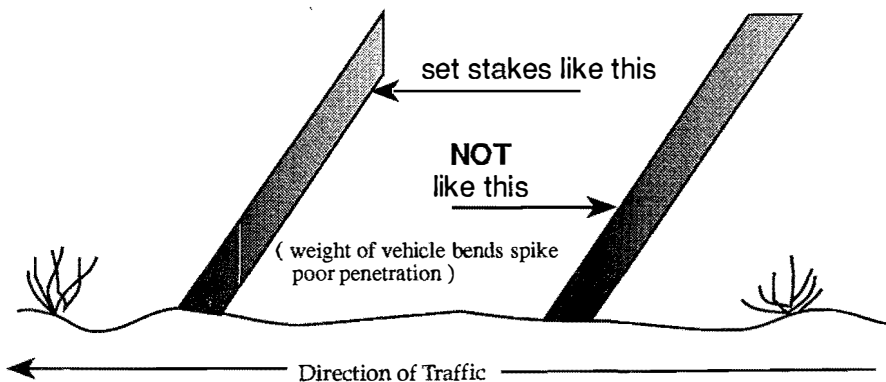 set stakes like this
NOT
like this
( weight of vehicle bends spike
poor penetration )
Direction of Traffic